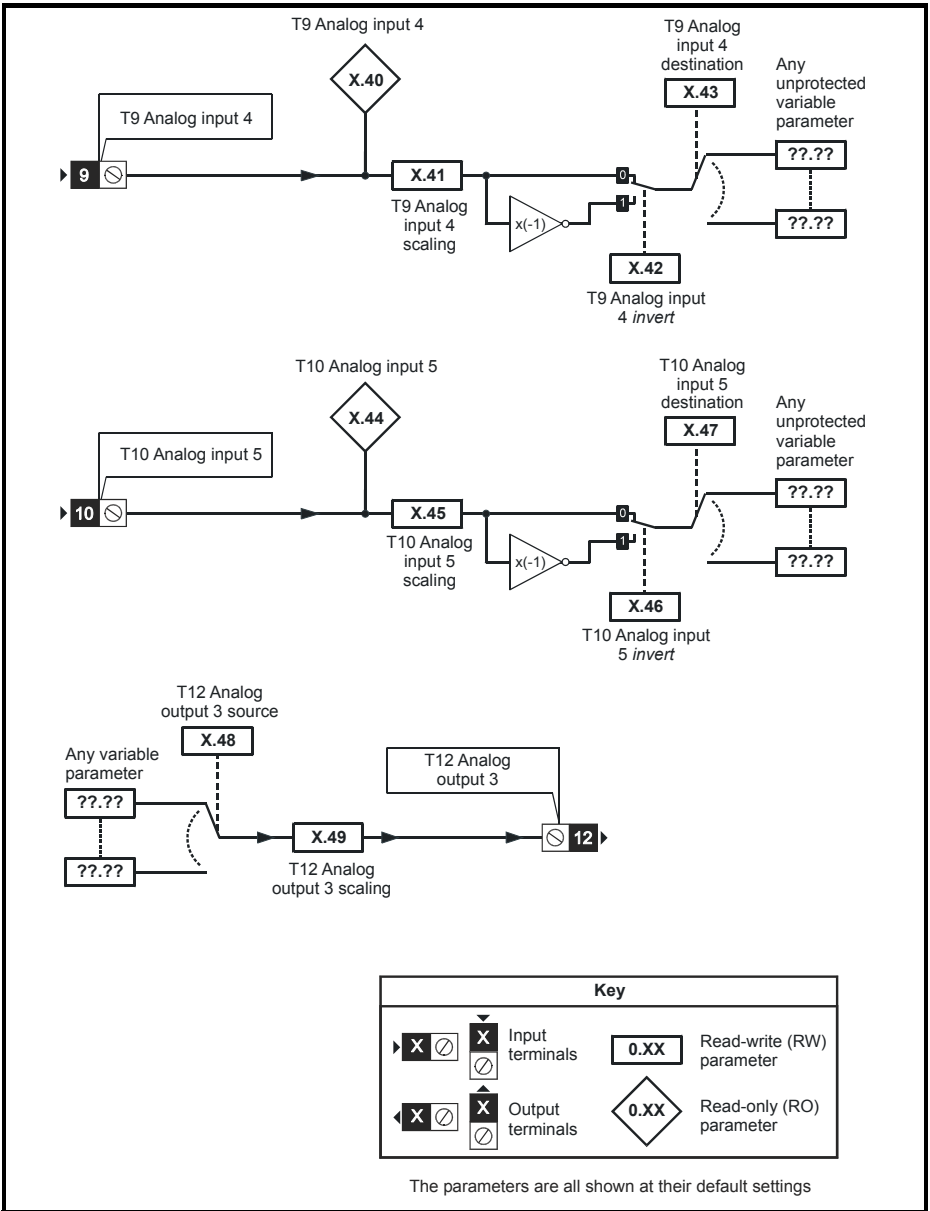 T9 Analog input 4
X.40
T9 Analog
input 4
destination
X.43
Any
unprotected
variable
parameter
T9 Analog input 4
9
X.41
T9 Analog
input 4
scaling
x(-1)
0
1
X.42
T9 Analog input
4 invert
??.??
??.??
T10 Analog input 5
X.44
T10 Analog
input 5
destination
X.47
Any
unprotected
variable
parameter
T10 Analog input 5
10
X.45
T10 Analog
input 5
scaling
x(-1)
0
1
X.46
T10 Analog input
5 invert
??.??
??.??
T12 Analog
output 3 source
X.48
Any variable
parameter
??.??
??.??
X.49
T12 Analog
output 3 scaling
T12 Analog
output 3
12
Key
X
X
Input
terminals
0.XX
Read-write (RW)
parameter
X
X
Output
terminals
0.XX
Read-only (RO)
parameter
The parameters are all shown at their default settings